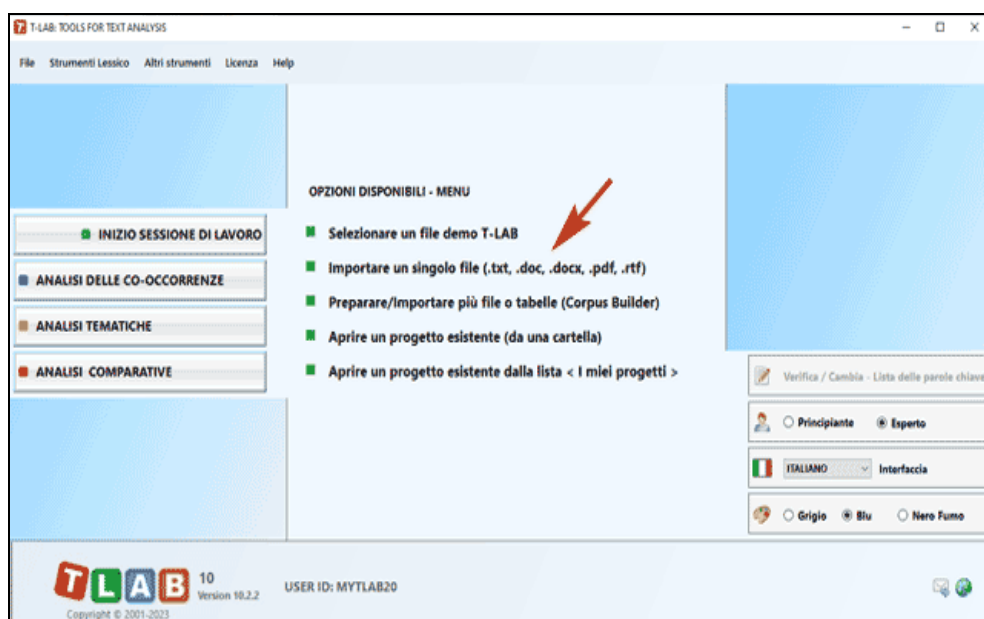 T-LAB: TOOLS FOR TEXT ANALYSIS
File Strumenti Lessico Altri strumenti Licenza Help
OPZIONI DISPONIBILI - MENU
Selezionare un file demo T-LAB
Importare un singolo file (.txt, .doc, .docx, .pdf, .rtf)
Preparare/Importare più file o tabelle (Corpus Builder)
Aprire un progetto esistente (da una cartella)
Aprire un progetto esistente dalla lista < I miei progetti >
INIZIO SESSIONE DI LAVORO
ANALISI DELLE CO-OCCORRENZE
ANALISI TEMATICHE
ANALISI COMPARATIVE
Verifica / Cambia - Lista delle parole chiave
Principiante Esperto
ITALIANO Interfaccia
Grigio Blu Nero Fumo
T LAB 10
Version 10.2.2
Copyright © 2001-2023
USER ID: MYTLAB20